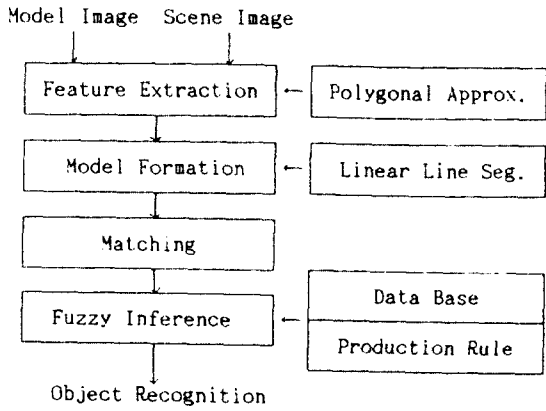 Model Image Scene Image
Feature Extraction
Polygonal Approx.
Model Formation
Linear Line Seg.
Matching
Data Base
Fuzzy Inference
Production Rule
Object Recognition